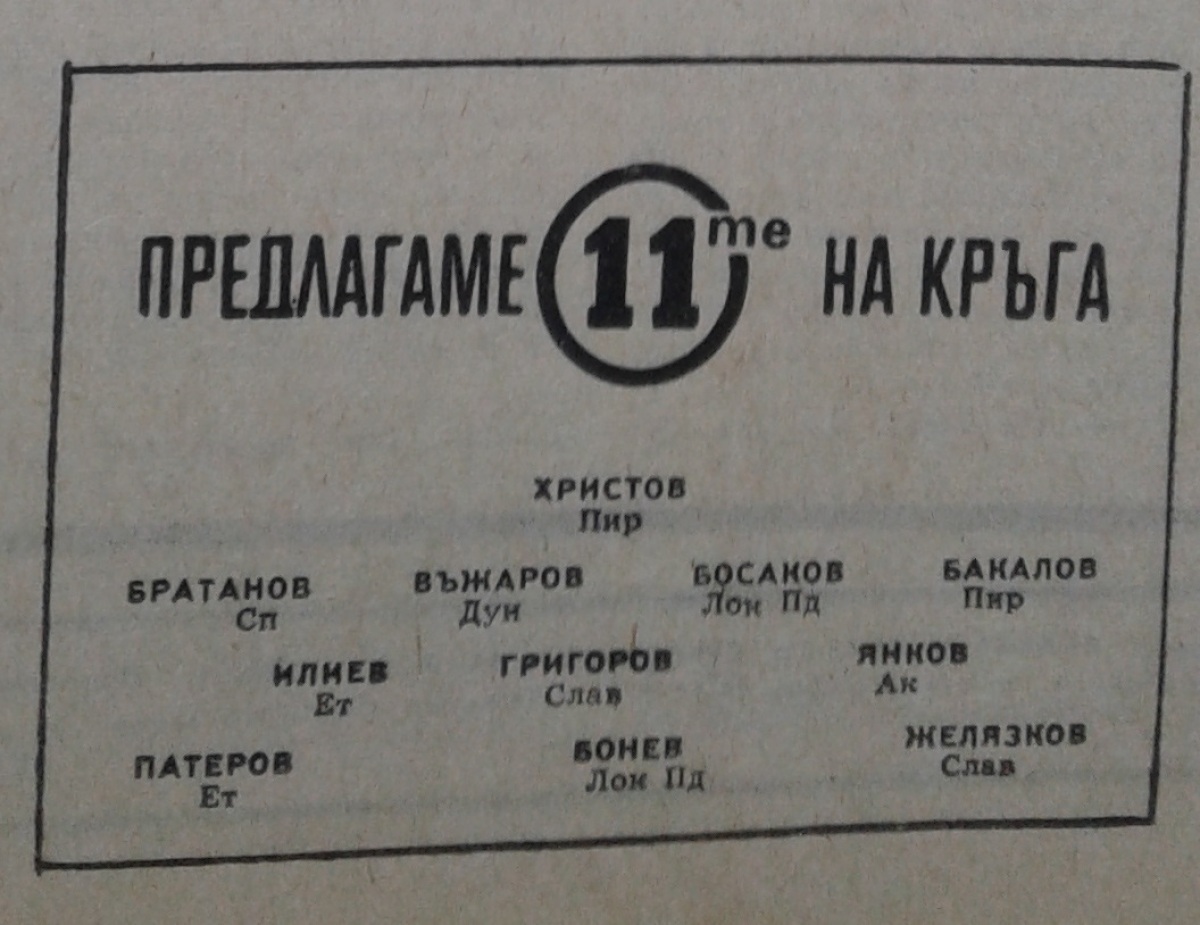 ПРЕДЛАГАМЕ 11те НА КРЪГА
ХРИСТОВ
Пир
БРАТАНОВ ВЪЖАРОВ БОСАКОВ БАКАЛОВ
Сп Дун Лок Пд Пир
ИЛИЕВ ГРИГОРОВ ЯНКОВ
Ет Слав Ак
ПАТЕРОВ БОНЕВ ЖЕЛЯЗКОВ
Ет Лок Пд Слав